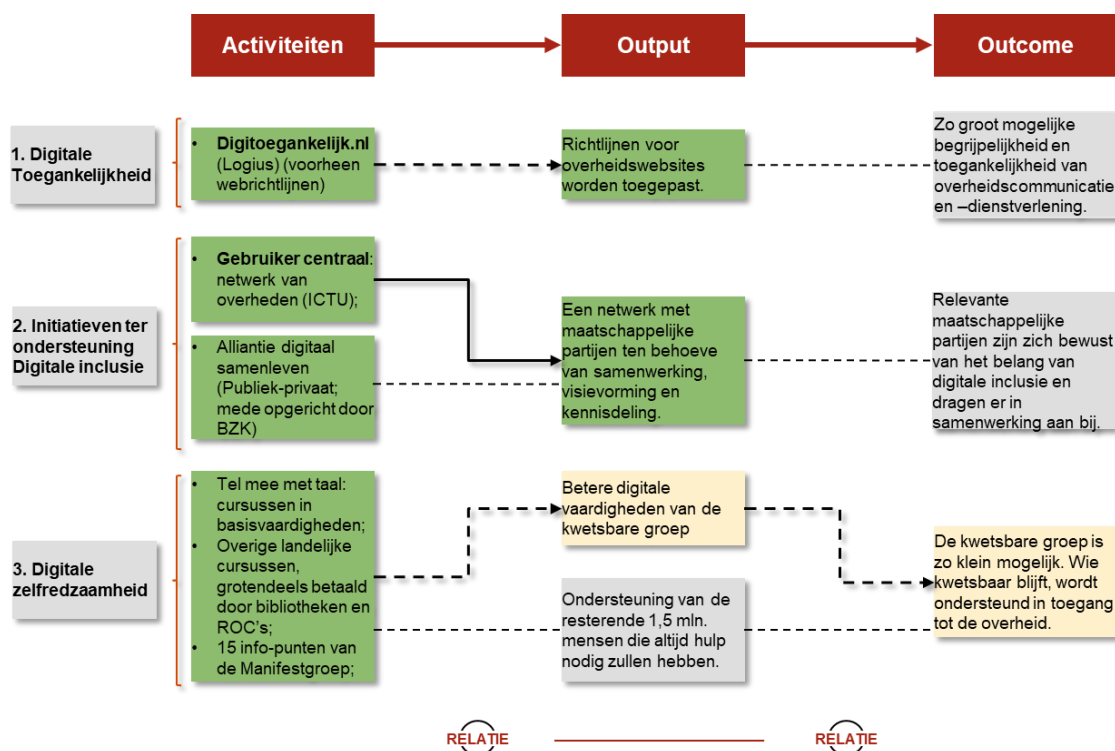 Activiteiten
Output
Outcome
1. Digitale
Toegankelijkheid
• Digitoegankelijk.nl
(Logius) (voorheen
webrichtlijnen)
Richtlijnen voor
overheidswebsites
worden toegepast.
Zo groot mogelijke
begrijpelijkheid en
toegankelijkheid van
overheidscommunicatie
en –dienstverlening.
2. Initiatieven ter
ondersteuning
Digitale inclusie
• Gebruiker centraal:
netwerk van
overheden (ICTU);
• Alliantie digitaal
samenleven
(Publiek-privaat;
mede opgericht door
BZK)
Een netwerk met
maatschappelijke
partijen ten behoeve
van samenwerking,
visievorming en
kennisdeling.
Relevante
maatschappelijke
partijen zijn zich bewust
van het belang van
digitale inclusie en
dragen er in
samenwerking aan bij.
3. Digitale
zelfredzaamheid
• Tel mee met taal:
cursussen in
basisvaardigheden;
• Overige landelijke
cursussen,
grotendeels betaald
door bibliotheken en
ROC's;
• 15 info-punten van
de Manifestgroep;
Betere digitale
vaardigheden van de
kwetsbare groep
Ondersteuning van de
resterende 1,5 mln.
mensen die altijd hulp
nodig zullen hebben.
De kwetsbare groep is
zo klein mogelijk. Wie
kwetsbaar blijft, wordt
ondersteund in toegang
tot de overheid.
RELATIE
RELATIE